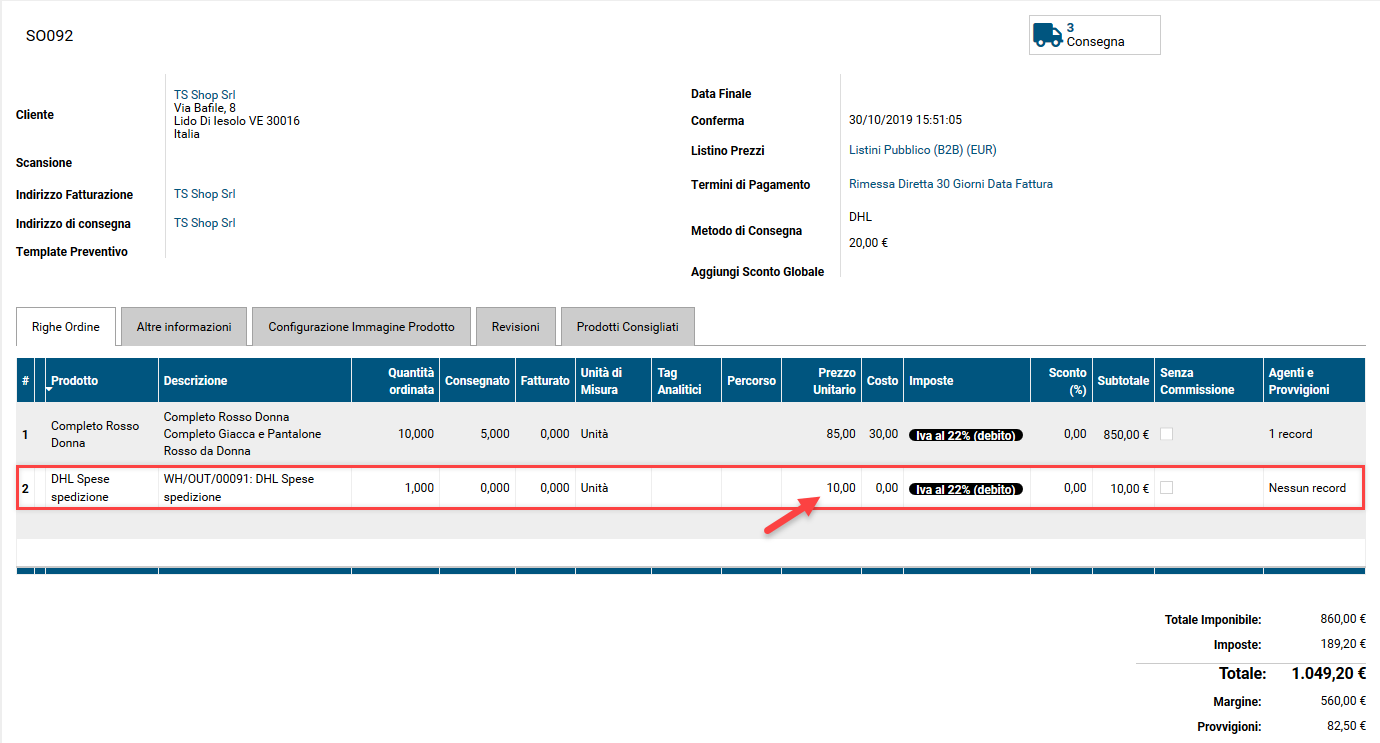 SO092
3
Consegna
Cliente
TS Shop Srl
Via Bafile, 8
Lido Di Iesolo VE 30016
Italia
Scansione
Indirizzo Fatturazione
TS Shop Srl
Indirizzo di consegna
TS Shop Srl
Template Preventivo
Data Finale
Conferma
30/10/2019 15:51:05
Listino Prezzi
Listini Pubblico (B2B) (EUR)
Termini di Pagamento
Rimessa Diretta 30 Giorni Data Fattura
Metodo di Consegna
DHL
20,00 €
Aggiungi Sconto Globale
Righe Ordine
Altre informazioni
Configurazione Immagine Prodotto
Revisioni
Prodotti Consigliati
#
Prodotto
Descrizione
Quantità
ordinata
Consegnato
Fatturato
Unità di
Misura
Tag
Analitici
Percorso
Prezzo
Unitario
Costo
Imposte
Sconto
(%)
Subtotale
Senza
Commissione
Agenti e
Provvigioni
1
Completo Rosso
Donna
Completo Rosso Donna
Completo Giacca e Pantalone
Rosso da Donna
10,000
5,000
0,000
Unità
85,00
30,00
Iva al 22% (debito)
0,00
850,00 €
1 record
2
DHL Spese
spedizione
WH/OUT/00091: DHL Spese
spedizione
1,000
0,000
0,000
Unità
10,00
0,00
Iva al 22% (debito)
0,00
10,00 €
Nessun record
Totale Imponibile:
860,00 €
Imposte:
189,20 €
Totale:
1.049,20 €
Margine:
560,00 €
Provvigioni:
82,50 €